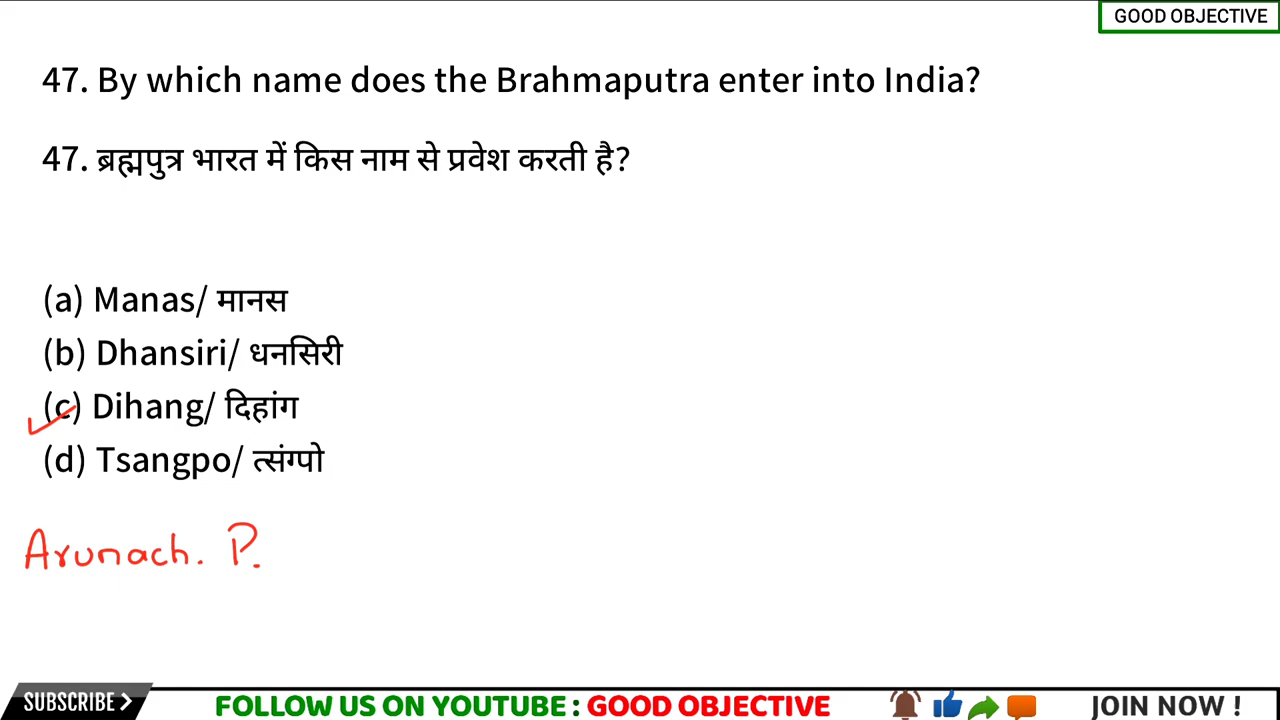 GOOD OBJECTIVE
47. By which name does the Brahmaputra enter into India?
47. ब्रह्मपुत्र भारत में किस नाम से प्रवेश करती है?
(a) Manas/ मानस
(b) Dhansiri/ धनसिरी
(c) Dihang/ दिहांग
(d) Tsangpo/ त्संग्पो
Arunach. P.
SUBSCRIBE FOLLOW US ON YOUTUBE : GOOD OBJECTIVE JOIN NOW !